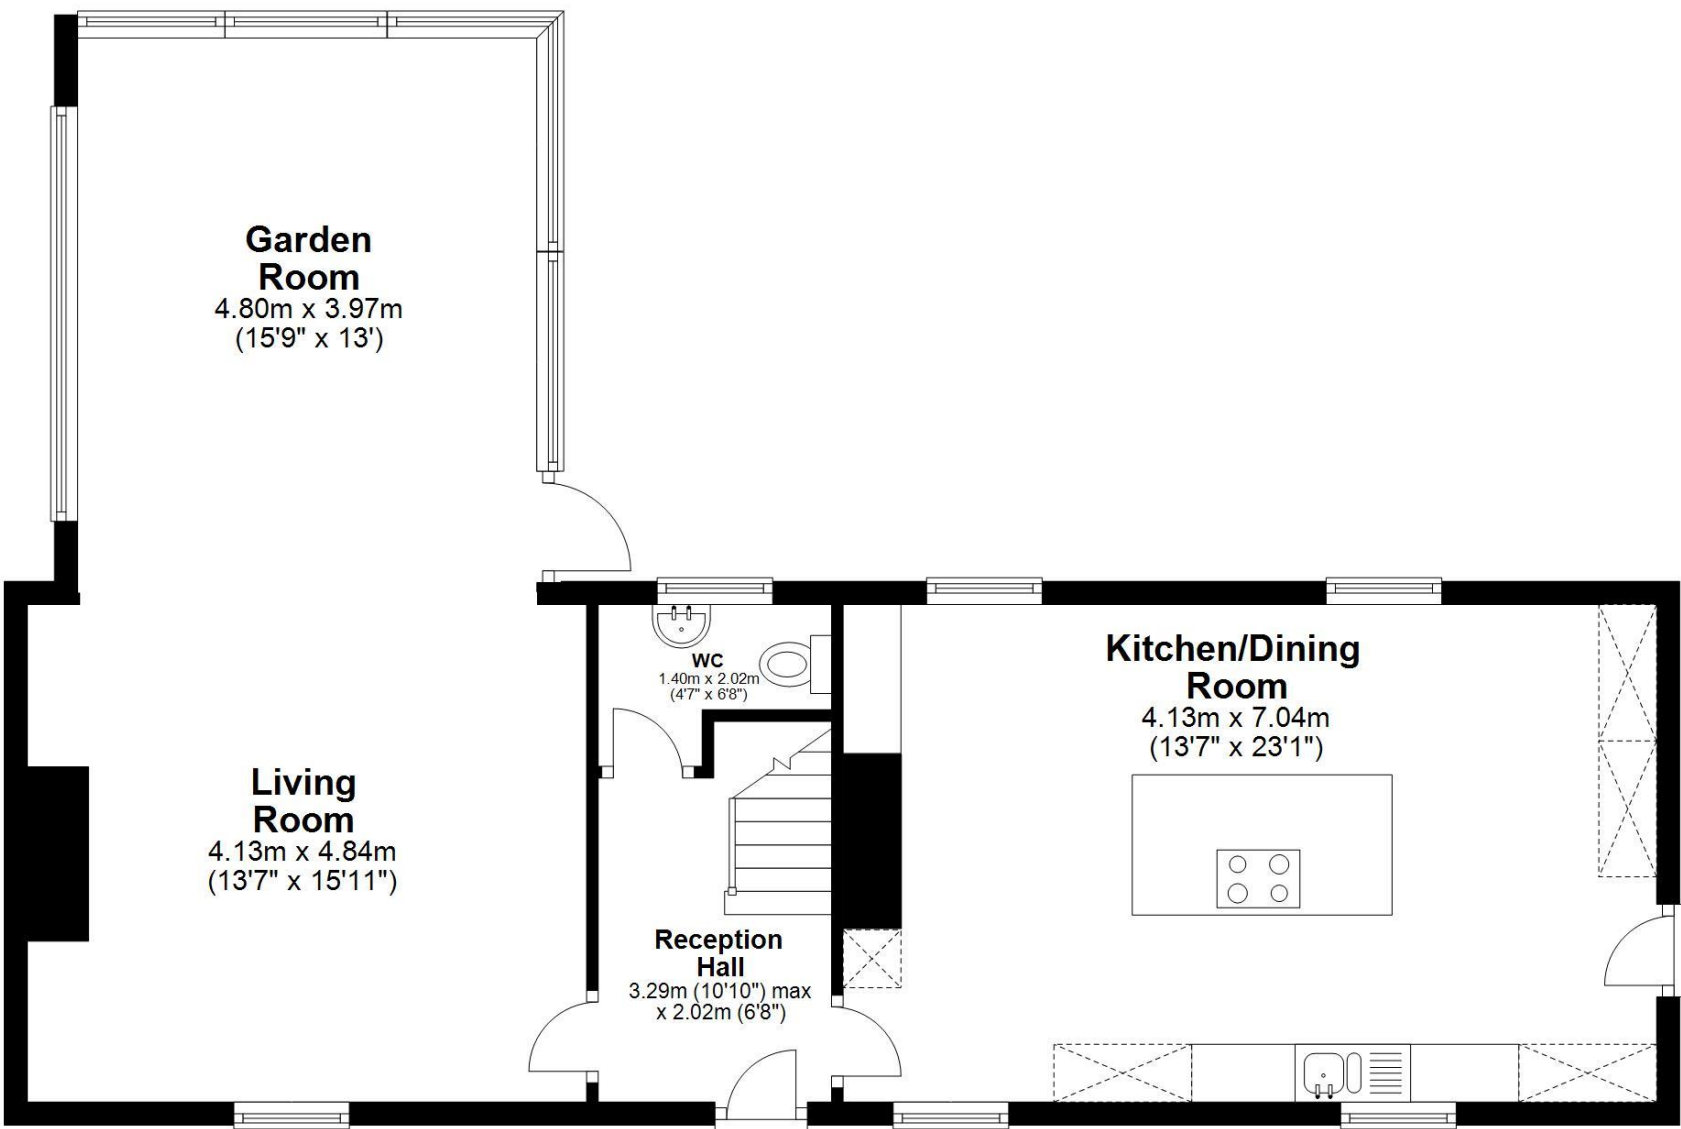 Garden
Room
4.80m x 3.97m
(15'9" x 13')
WC
1.40m x 2.02m
(4'7" x 6'8")
Kitchen/Dining
Room
4.13m x 7.04m
(13'7" x 23'1")
Living
Room
4.13m x 4.84m
(13'7" x 15'11")
Reception
Hall
3.29m (10'10") max
x 2.02m (6'8")